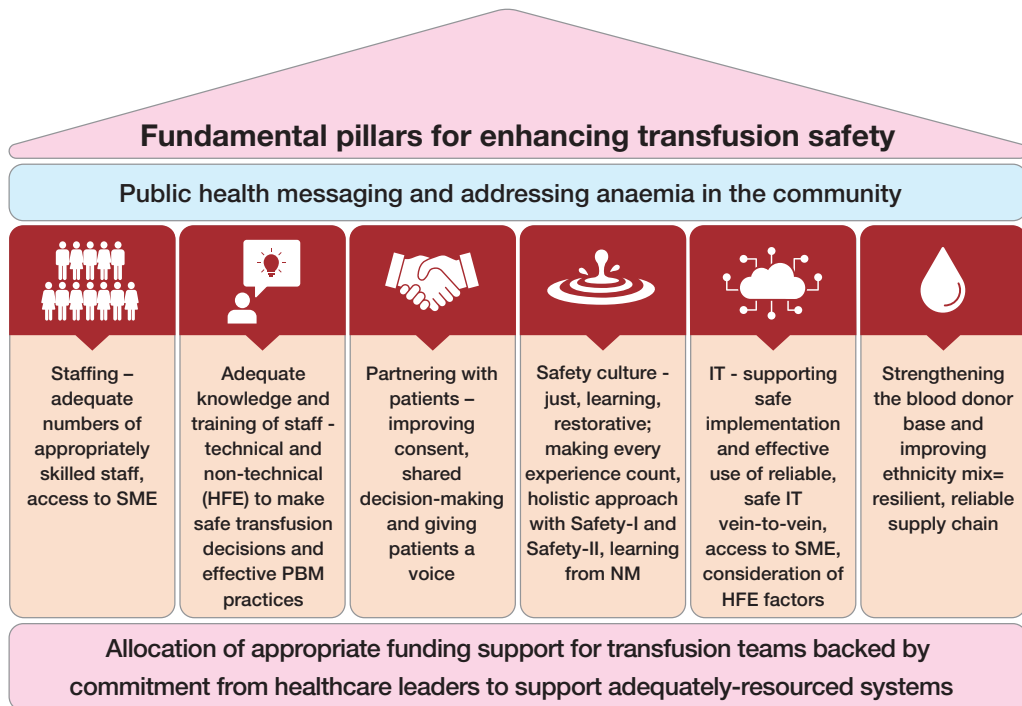 Fundamental pillars for enhancing transfusion safety
Public health messaging and addressing anaemia in the community
Staffing –
adequate
numbers of
appropriately
skilled staff,
access to SME
Adequate
knowledge and
training of staff -
technical and
non-technical
(HFE) to make
safe transfusion
decisions and
effective PBM
practices
Partnering with
patients –
improving
consent,
shared
decision-making
and giving
patients a
voice
Safety culture -
just, learning,
restorative;
making every
experience count,
holistic approach
with Safety-I and
Safety-II, learning
from NM
IT - supporting
safe
implementation
and effective
use of reliable,
safe IT
vein-to-vein,
access to SME,
consideration of
HFE factors
Strengthening
the blood donor
base and
improving
ethnicity mix=
resilient, reliable
supply chain
Allocation of appropriate funding support for transfusion teams backed by
commitment from healthcare leaders to support adequately-resourced systems